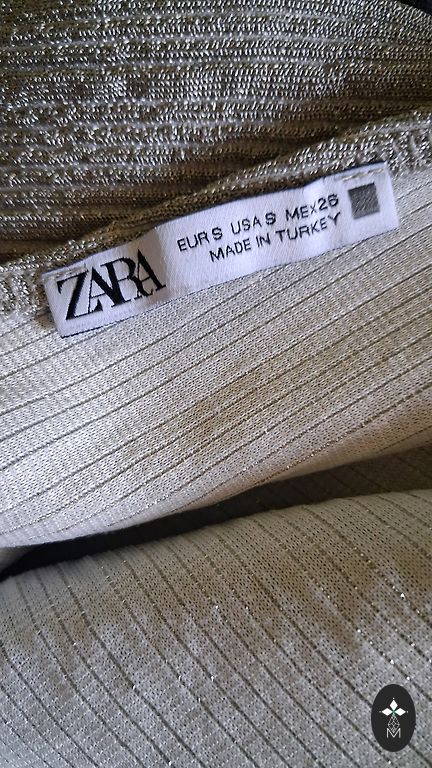 ZARA
EUR S USA S MEX 26
MADE IN TURKEY
M